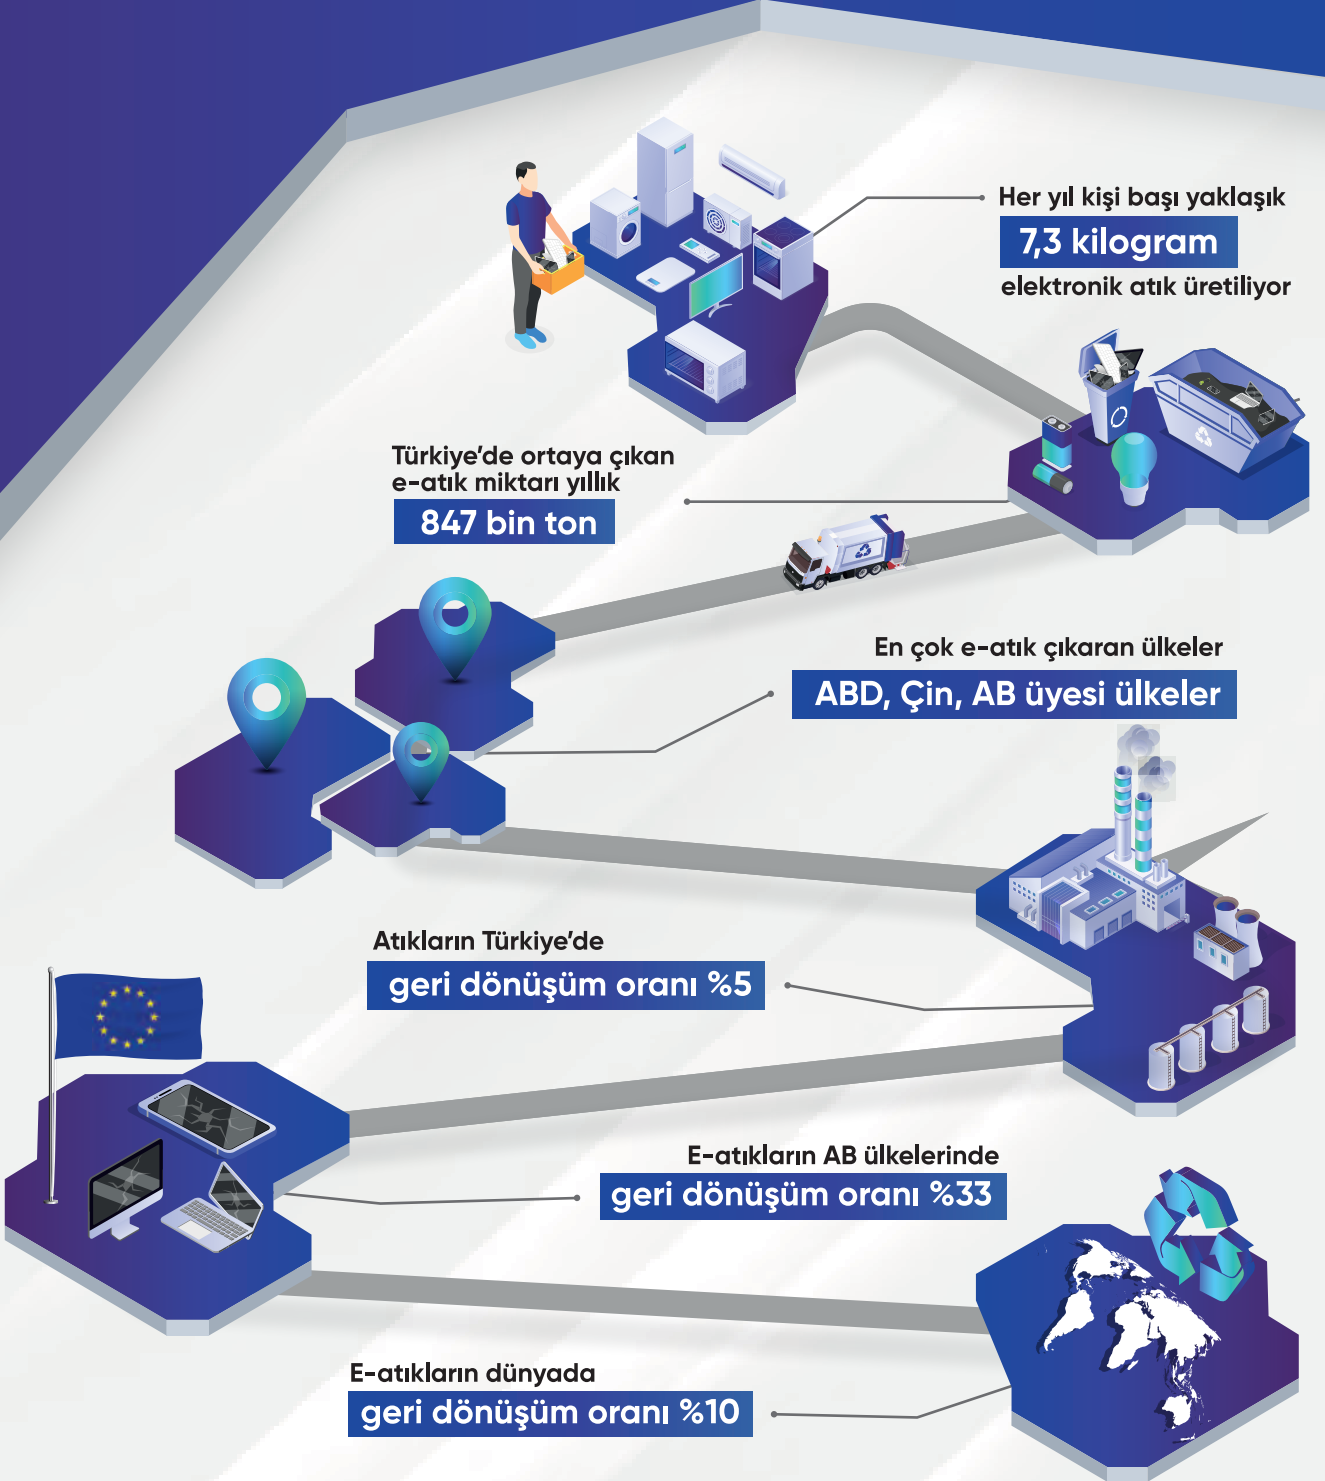 Her yıl kişi başı yaklaşık
7,3 kilogram
elektronik atık üretiliyor
Türkiye'de ortaya çıkan
e-atık miktarı yıllık
847 bin ton
En çok e-atık çıkaran ülkeler
ABD, Çin, AB üyesi ülkeler
Atıkların Türkiye'de
geri dönüşüm oranı %5
E-atıkların AB ülkelerinde
geri dönüşüm oranı %33
E-atıkların dünyada
geri dönüşüm oranı %10